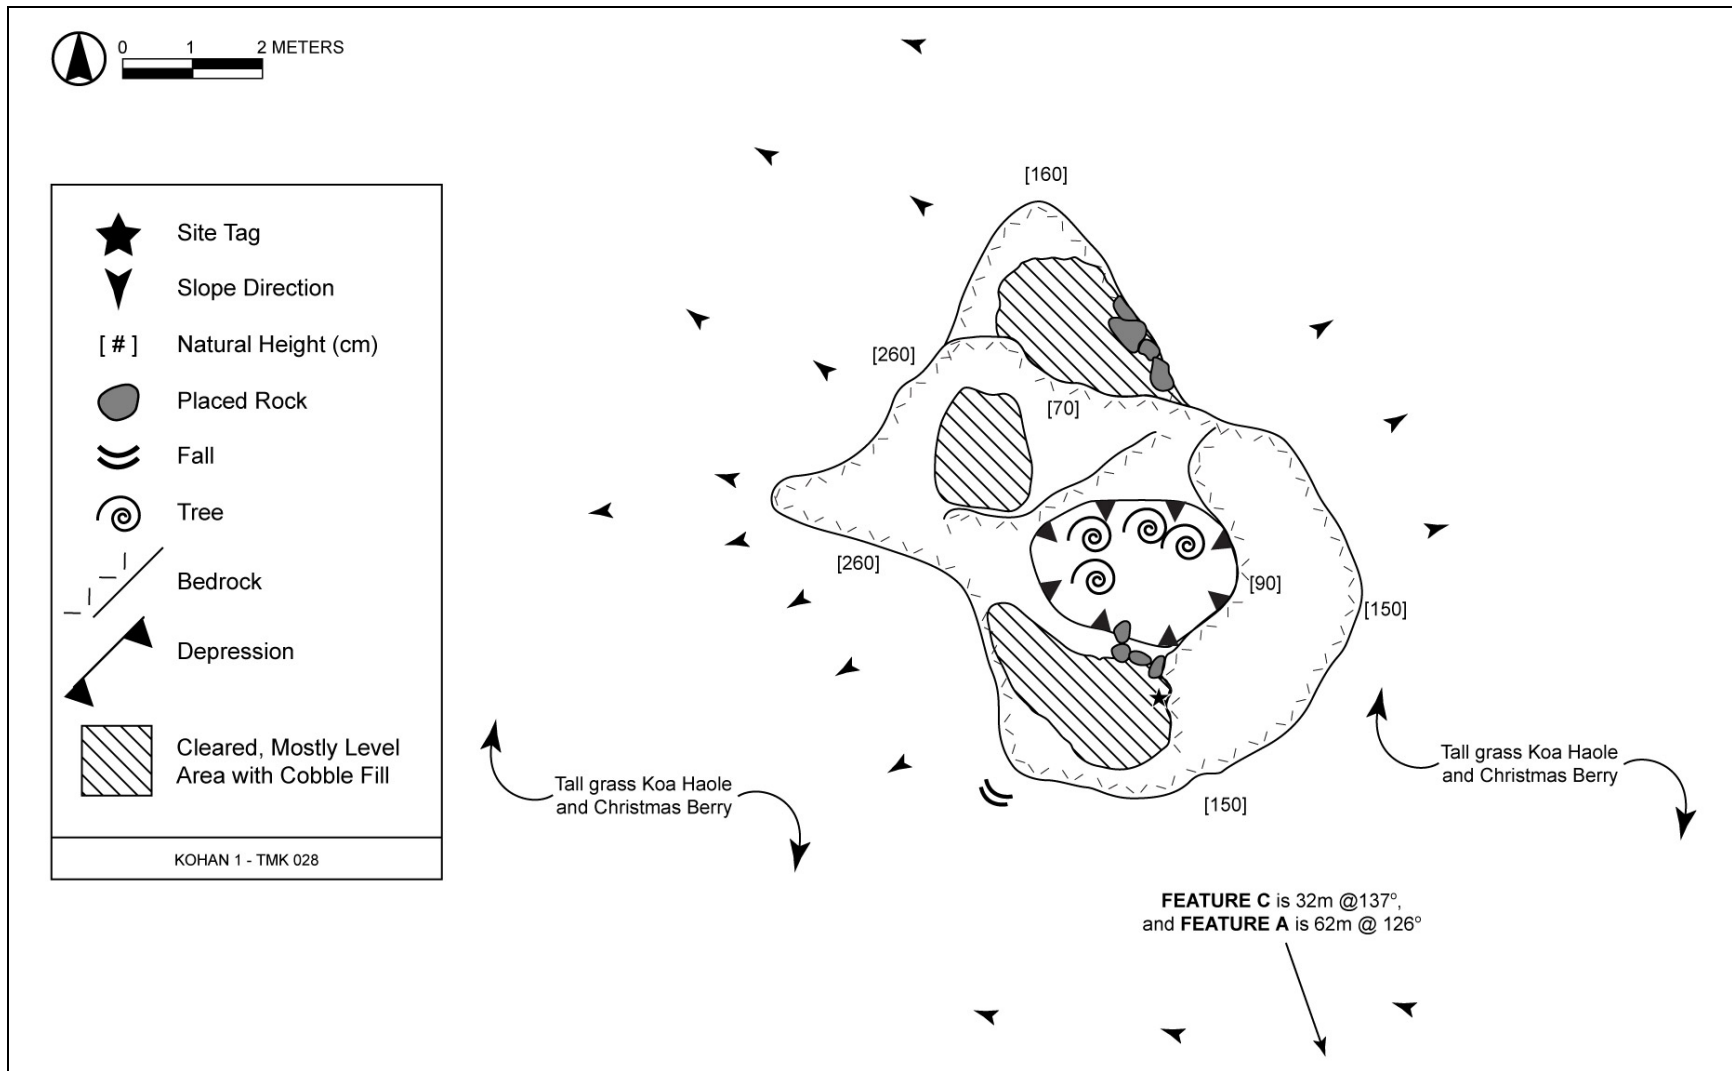 0 1 2 METERS
Site Tag
Slope Direction
[ # ] Natural Height (cm)
Placed Rock
Fall
Tree
Bedrock
Depression
Cleared, Mostly Level
Area with Cobble Fill
KOHAN 1 - TMK 028
[160]
[260]
[70]
[260]
[90]
[150]
[150]
Tall grass Koa Haole
and Christmas Berry
Tall grass Koa Haole
and Christmas Berry
FEATURE C is 32m @137°,
and FEATURE A is 62m @ 126°